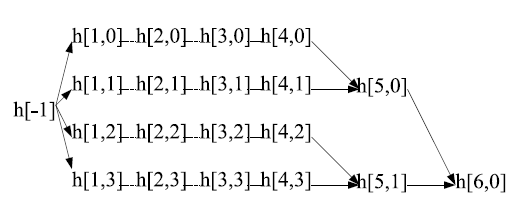 h[1,0] h[2,0] h[3,0] h[4,0]
h[1,1] h[2,1] h[3,1] h[4,1] h[5,0]
h[-1]
h[1,2] h[2,2] h[3,2] h[4,2]
h[1,3] h[2,3] h[3,3] h[4,3] h[5,1] h[6,0]